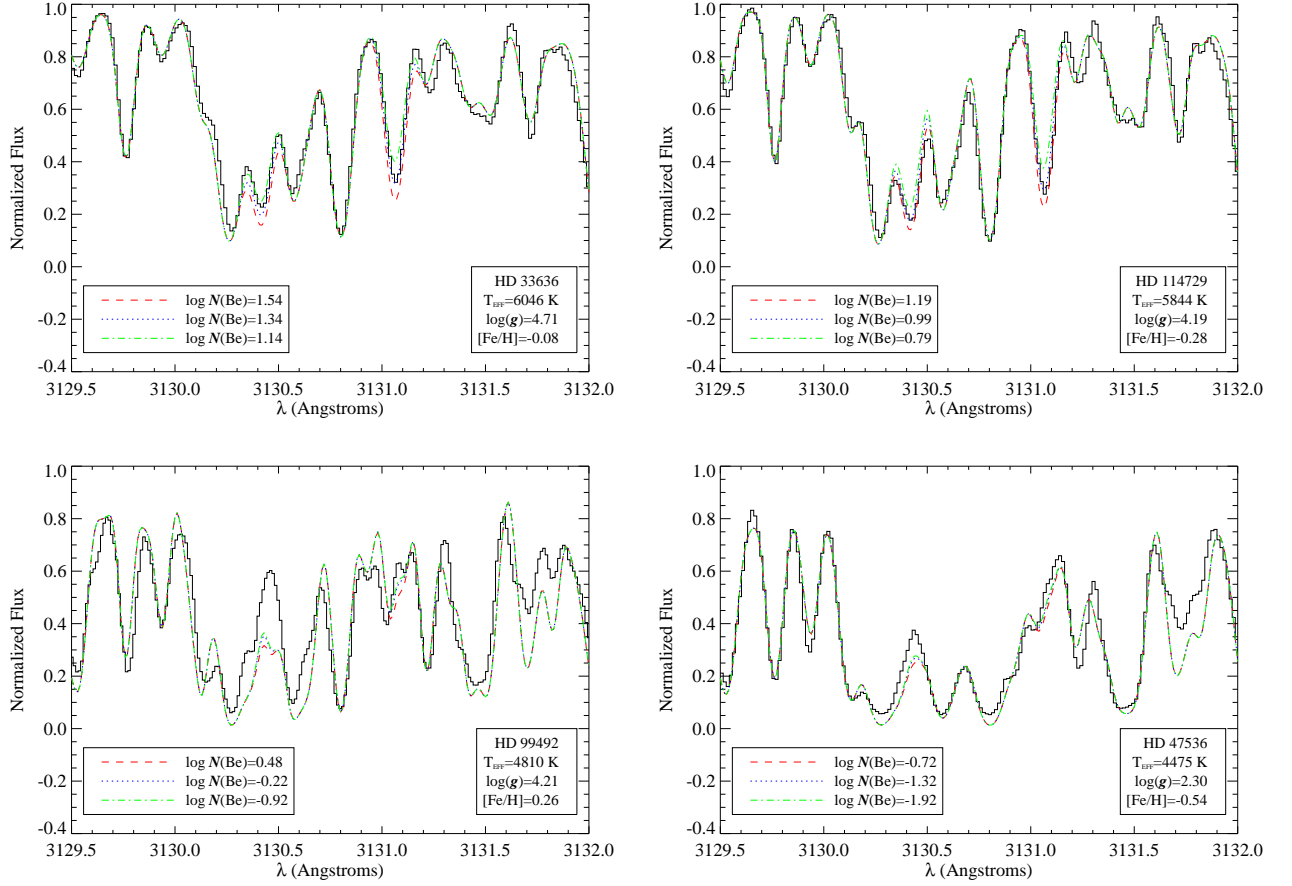 1.0
0.8
0.6
0.4
0.2
0.0
-0.2
-0.4
Normalized Flux
log N(Be)=1.54
log N(Be)=1.34
log N(Be)=1.14
HD 33636
TEFF=6046 K
log(g)=4.71
[Fe/H]=-0.08
3129.5 3130.0 3130.5 3131.0 3131.5 3132.0
λ (Angstroms)
1.0
0.8
0.6
0.4
0.2
0.0
-0.2
-0.4
Normalized Flux
log N(Be)=1.19
log N(Be)=0.99
log N(Be)=0.79
HD 114729
TEFF=5844 K
log(g)=4.19
[Fe/H]=-0.28
3129.5 3130.0 3130.5 3131.0 3131.5 3132.0
λ (Angstroms)
1.0
0.8
0.6
0.4
0.2
0.0
-0.2
-0.4
Normalized Flux
log N(Be)=0.48
log N(Be)=-0.22
log N(Be)=-0.92
HD 99492
TEFF=4810 K
log(g)=4.21
[Fe/H]=0.26
3129.5 3130.0 3130.5 3131.0 3131.5 3132.0
λ (Angstroms)
1.0
0.8
0.6
0.4
0.2
0.0
-0.2
-0.4
Normalized Flux
log N(Be)=-0.72
log N(Be)=-1.32
log N(Be)=-1.92
HD 47536
TEFF=4475 K
log(g)=2.30
[Fe/H]=-0.54
3129.5 3130.0 3130.5 3131.0 3131.5 3132.0
λ (Angstroms)